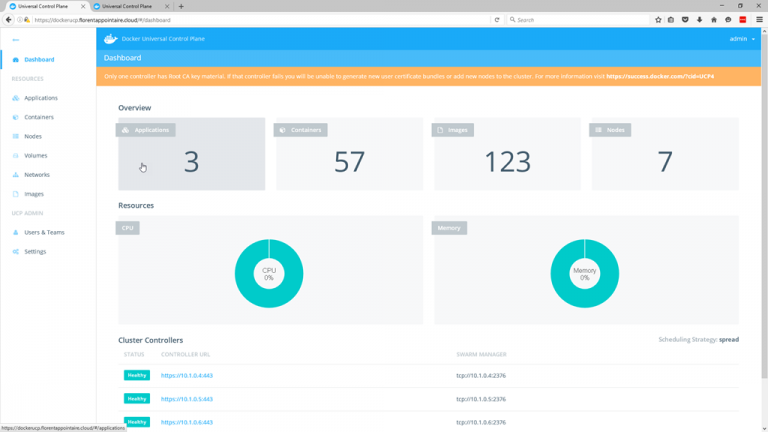 Universal Control Plane
Universal Control Plane
https://dockerucp.florentappointaire.cloud/#/dashboard
Search
Docker Universal Control Plane
admin
Dashboard
Dashboard
Only one controller has Root CA key material. If that controller fails you will be unable to generate new user certificate bundles or add new nodes to the cluster. For more information visit https://success.docker.com/?cid=UCP4
RESOURCES
Applications
Containers
Nodes
Volumes
Networks
Images
UCP ADMIN
Users & Teams
Settings
Overview
Applications
3
Containers
57
Images
123
Nodes
7
Resources
CPU
CPU
0%
Memory
Memory
0%
Cluster Controllers
Scheduling Strategy: spread
STATUS CONTROLLER URL SWARM MANAGER
Healthy https://10.1.0.4:443 tcp://10.1.0.4:2376
Healthy https://10.1.0.5:443 tcp://10.1.0.5:2376
Healthy https://10.1.0.6:443 tcp://10.1.0.6:2376
https://dockerucp.florentappointaire.cloud/#/applications